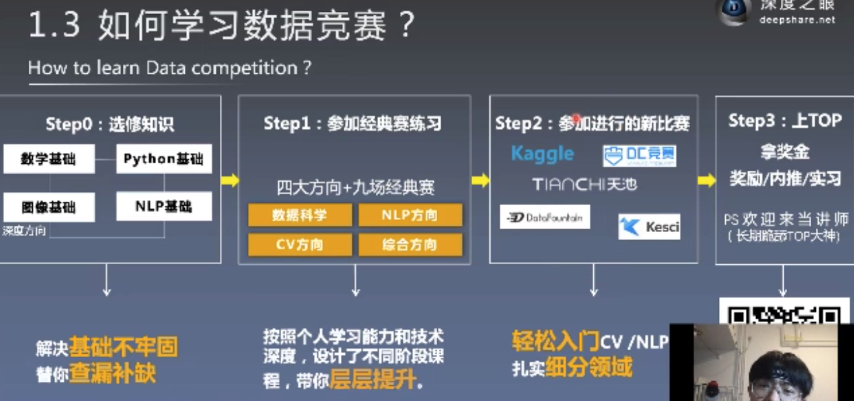 1.3 如何学习数据竞赛？
深度之眼
deepshare.net
How to learn Data competition？
Step0：选修知识
数学基础
Python基础
图像基础
NLP基础
深度方向
解决基础不牢固
替你查漏补缺
Step1：参加经典赛练习
四大方向+九场经典赛
数据科学
NLP方向
CV方向
综合方向
按照个人学习能力和技术
深度，设计了不同阶段课
程，带你层层提升。
Step2：参加进行的新比赛
Kaggle
DC竞赛
TIANCHI天池
DataFountain
Kesci
轻松入门CV /NLP
扎实细分领域
Step3：上TOP
拿奖金
奖励/内推/实习
PS 欢迎来当讲师
（长期 TOP大神）